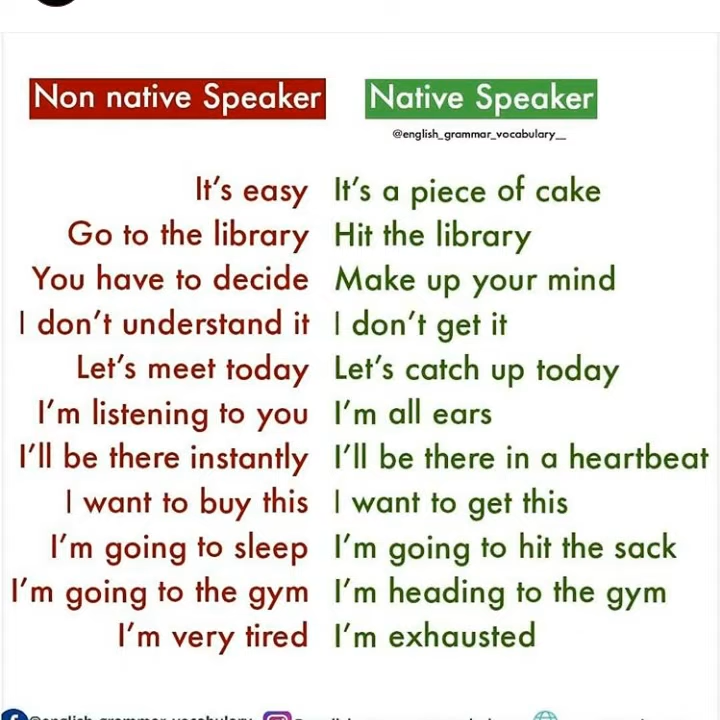 Non native Speaker Native Speaker
@english_grammar_vocabulary__
It's easy It's a piece of cake
Go to the library Hit the library
You have to decide Make up your mind
I don't understand it I don't get it
Let's meet today Let's catch up today
I'm listening to you I'm all ears
I'll be there instantly I'll be there in a heartbeat
I want to buy this I want to get this
I'm going to sleep I'm going to hit the sack
I'm going to the gym I'm heading to the gym
I'm very tired I'm exhausted